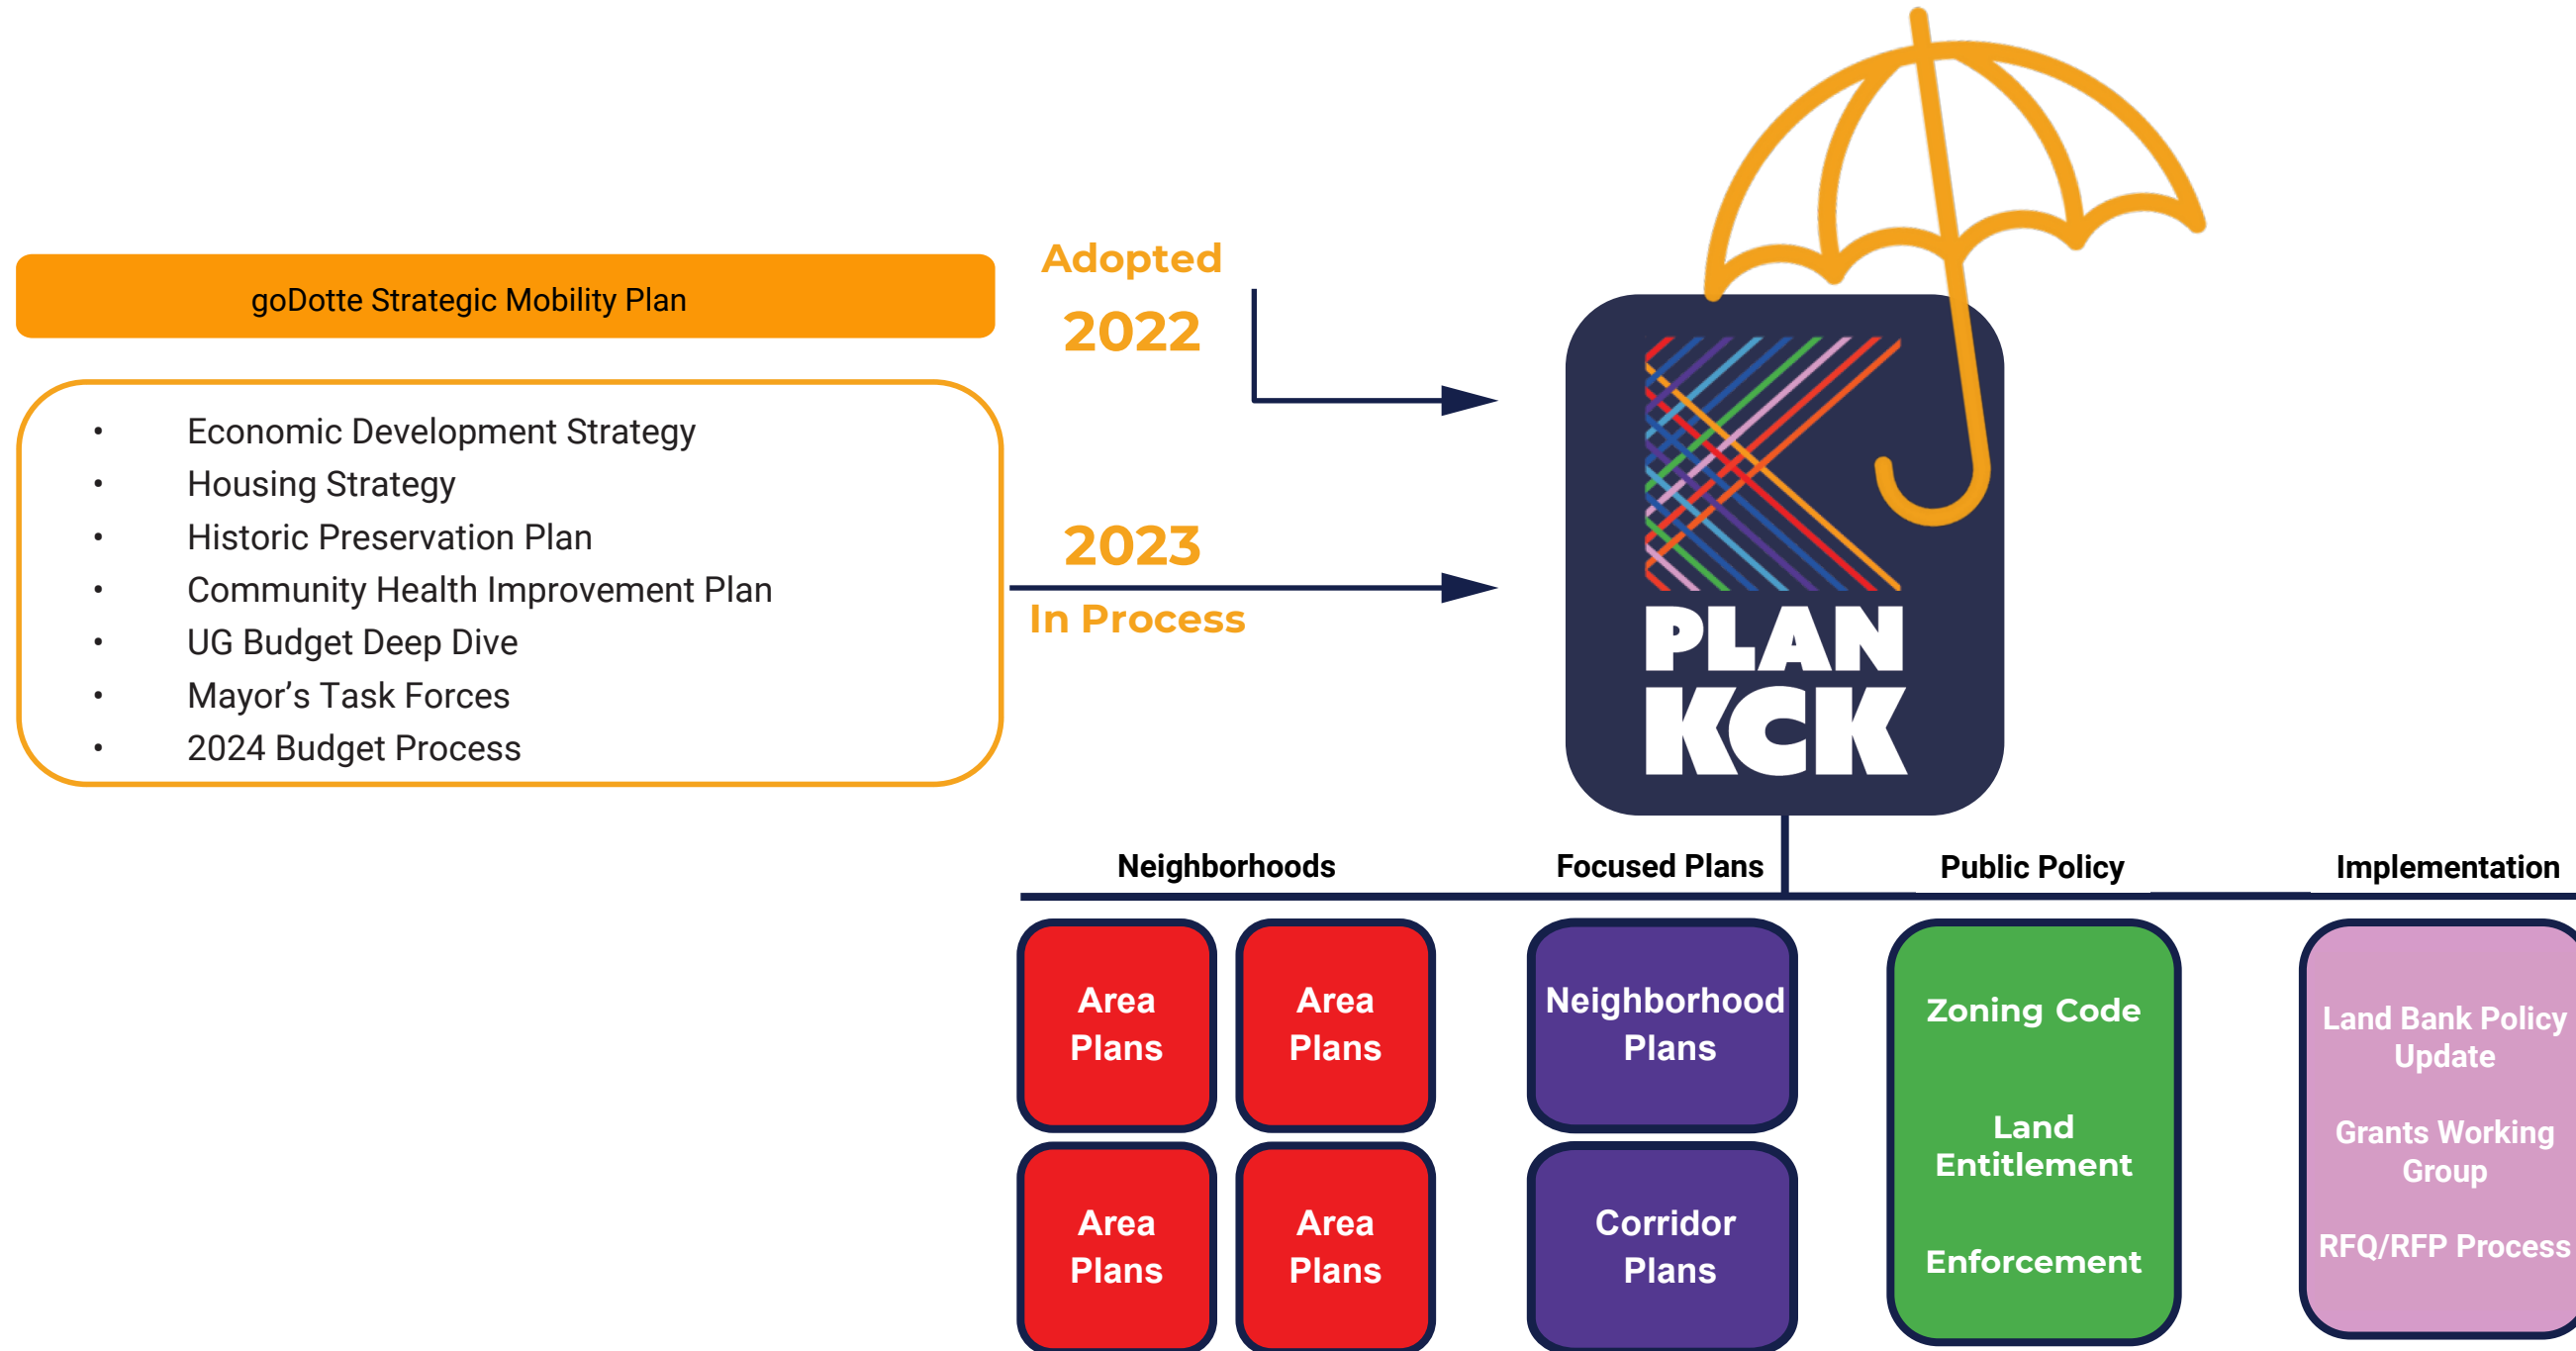 goDotte Strategic Mobility Plan
Adopted
2022
• Economic Development Strategy
• Housing Strategy
• Historic Preservation Plan
• Community Health Improvement Plan
• UG Budget Deep Dive
• Mayor’s Task Forces
• 2024 Budget Process
2023
In Process
PLAN
KCK
Neighborhoods
Focused Plans
Public Policy
Implementation
Area
Plans
Area
Plans
Area
Plans
Area
Plans
Neighborhood
Plans
Corridor
Plans
Zoning Code
Land
Entitlement
Enforcement
Land Bank Policy
Update
Grants Working
Group
RFQ/RFP Process